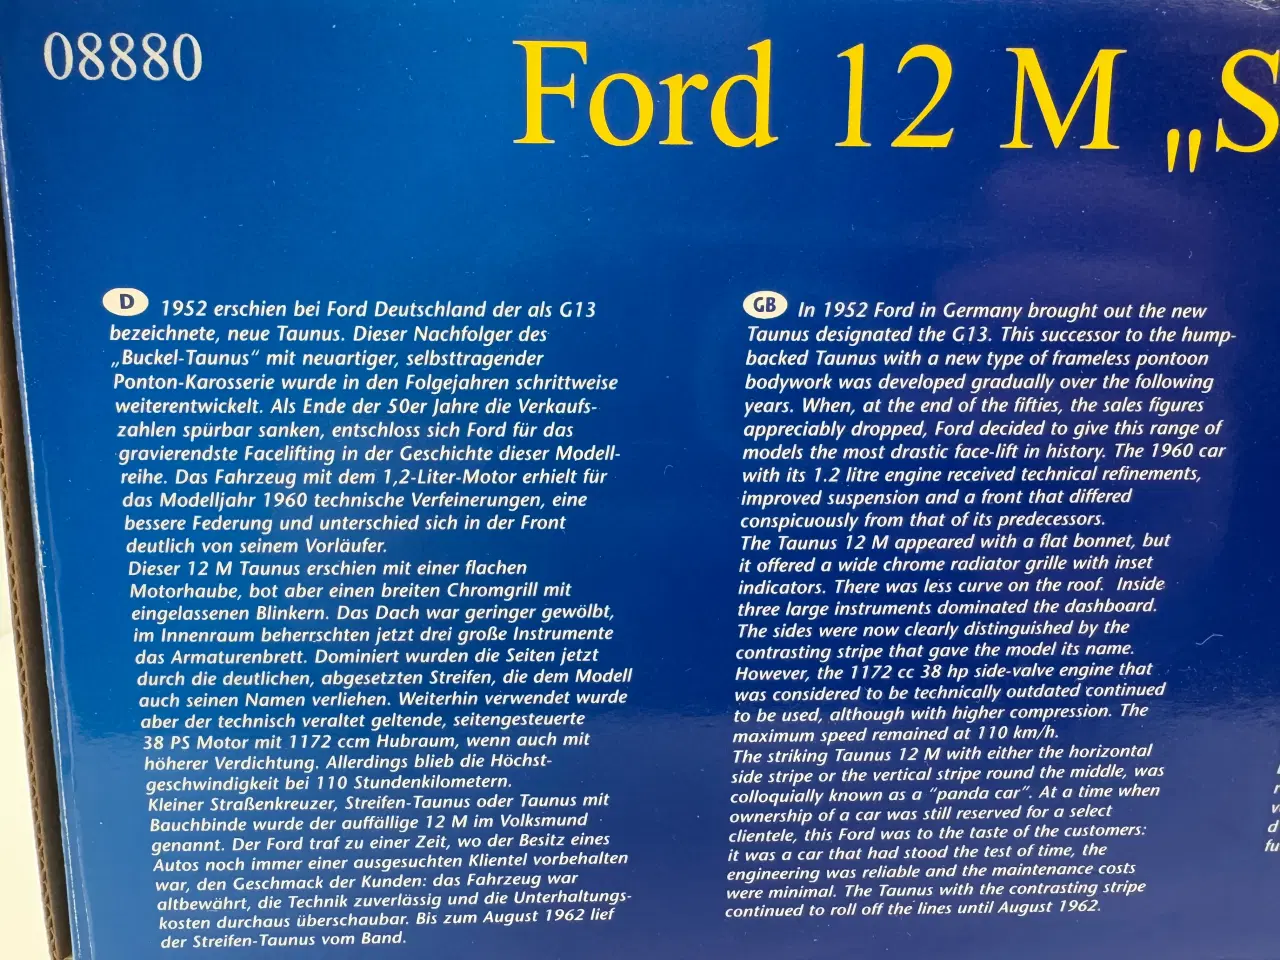 08880
Ford 12 M „S
D 1952 erschien bei Ford Deutschland der als G13
bezeichnete, neue Taunus. Dieser Nachfolger des
„Buckel-Taunus“ mit neuartiger, selbsttragender
Ponton-Karosserie wurde in den Folgejahren schrittweise
weiterentwickelt. Als Ende der 50er Jahre die Verkaufs-
zahlen spürbar sanken, entschloss sich Ford für das
gravierendste Facelifting in der Geschichte dieser Modell-
reihe. Das Fahrzeug mit dem 1,2-Liter-Motor erhielt für
das Modelljahr 1960 technische Verfeinerungen, eine
bessere Federung und unterschied sich in der Front
deutlich von seinem Vorläufer.
Dieser 12 M Taunus erschien mit einer flachen
Motorhaube, bot aber einen breiten Chromgrill mit
eingelassenen Blinkern. Das Dach war geringer gewölbt,
im Innenraum beherrschten jetzt drei große Instrumente
das Armaturenbrett. Dominiert wurden die Seiten jetzt
durch die deutlichen, abgesetzten Streifen, die dem Modell
auch seinen Namen verliehen. Weiterhin verwendet wurde
aber der technisch veraltet geltende, seitengesteuerte
38 PS Motor mit 1172 ccm Hubraum, wenn auch mit
höherer Verdichtung. Allerdings blieb die Höchst-
geschwindigkeit bei 110 Stundenkilometern.
Kleiner Straßenkreuzer, Streifen-Taunus oder Taunus mit
Bauchbinde wurde der auffällige 12 M im Volksmund
genannt. Der Ford traf zu einer Zeit, wo der Besitz eines
Autos noch immer einer ausgesuchten Klientel vorbehalten
war, den Geschmack der Kunden: das Fahrzeug war
altbewährt, die Technik zuverlässig und die Unterhaltungs-
kosten durchaus überschaubar. Bis zum August 1962 lief
der Streifen-Taunus vom Band.
GB In 1952 Ford in Germany brought out the new
Taunus designated the G13. This successor to the hump-
backed Taunus with a new type of frameless pontoon
bodywork was developed gradually over the following
years. When, at the end of the fifties, the sales figures
appreciably dropped, Ford decided to give this range of
models the most drastic face-lift in history. The 1960 car
with its 1.2 litre engine received technical refinements,
improved suspension and a front that differed
conspicuously from that of its predecessors.
The Taunus 12 M appeared with a flat bonnet, but
it offered a wide chrome radiator grille with inset
indicators. There was less curve on the roof. Inside
three large instruments dominated the dashboard.
The sides were now clearly distinguished by the
contrasting stripe that gave the model its name.
However, the 1172 cc 38 hp side-valve engine that
was considered to be technically outdated continued
to be used, although with higher compression. The
maximum speed remained at 110 km/h.
The striking Taunus 12 M with either the horizontal
side stripe or the vertical stripe round the middle, was
colloquially known as a “panda car”. At a time when
ownership of a car was still reserved for a select
clientele, this Ford was to the taste of the customers:
it was a car that had stood the test of time, the
engineering was reliable and the maintenance costs
were minimal. The Taunus with the contrasting stripe
continued to roll off the lines until August 1962.